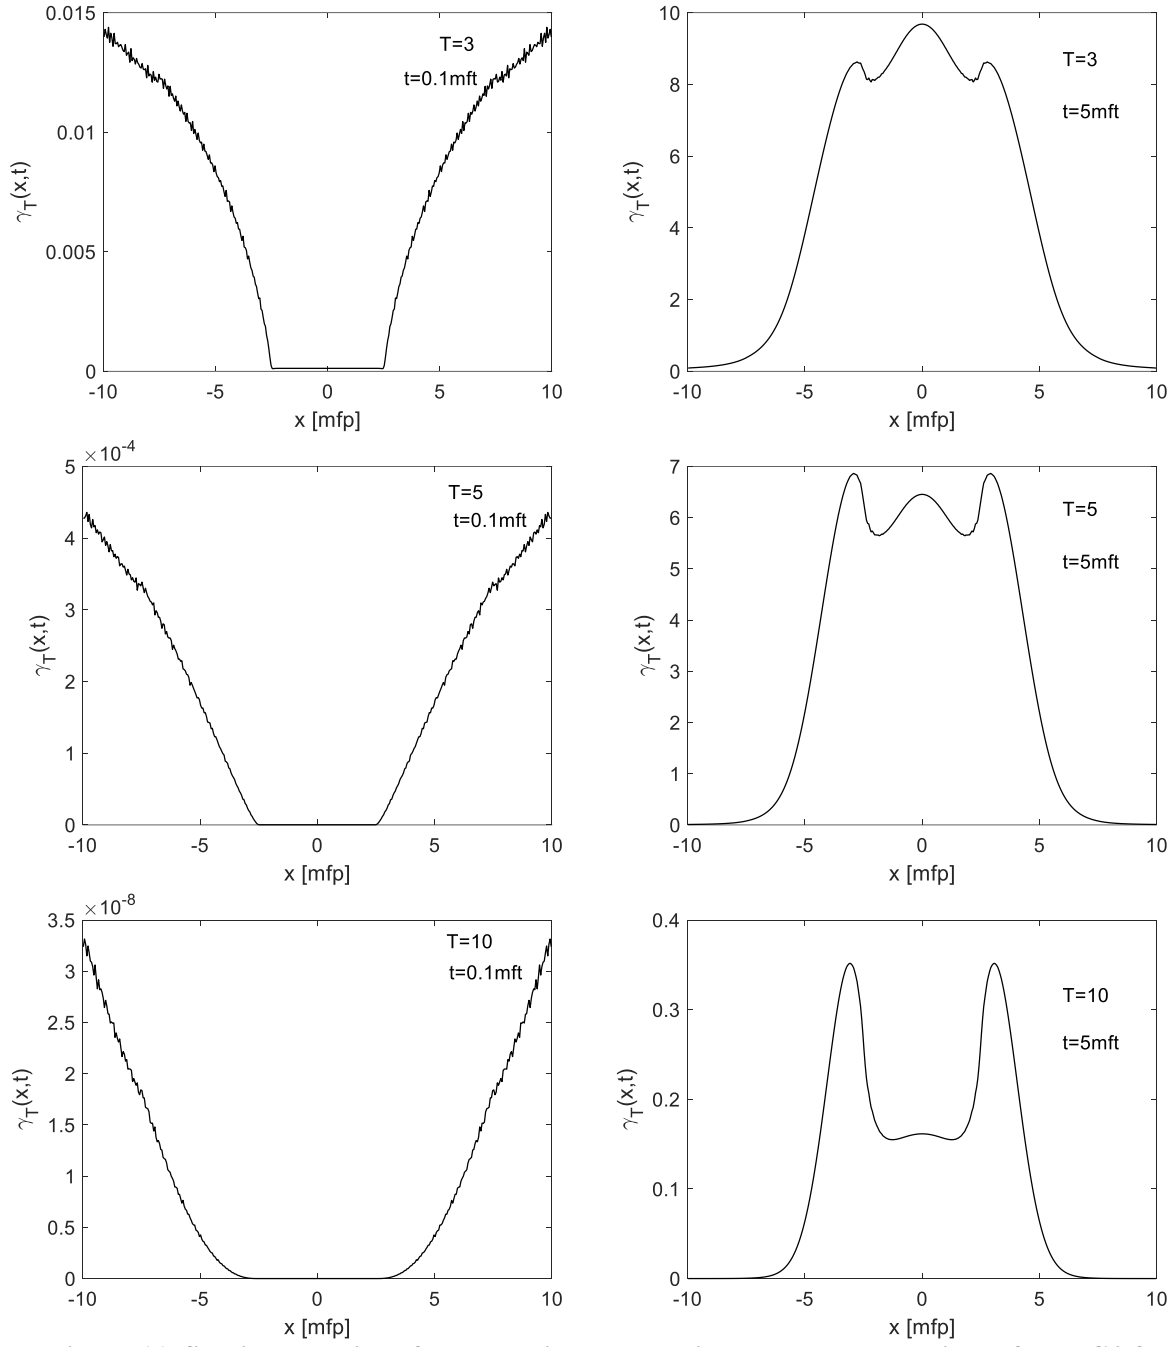 0.015
0.01
0.005
0
-10 -5 0 5 10
x [mfp]
γT(x,t)
T=3
t=0.1mft
10
8
6
4
2
0
-10 -5 0 5 10
x [mfp]
γT(x,t)
T=3
t=5mft
×10-4
5
4
3
2
1
0
-10 -5 0 5 10
x [mfp]
γT(x,t)
T=5
t=0.1mft
7
6
5
4
3
2
1
0
-10 -5 0 5 10
x [mfp]
γT(x,t)
T=5
t=5mft
×10-8
3.5
3
2.5
2
1.5
1
0.5
0
-10 -5 0 5 10
x [mfp]
γT(x,t)
T=10
t=0.1mft
0.4
0.3
0.2
0.1
0
-10 -5 0 5 10
x [mfp]
γT(x,t)
T=10
t=5mft